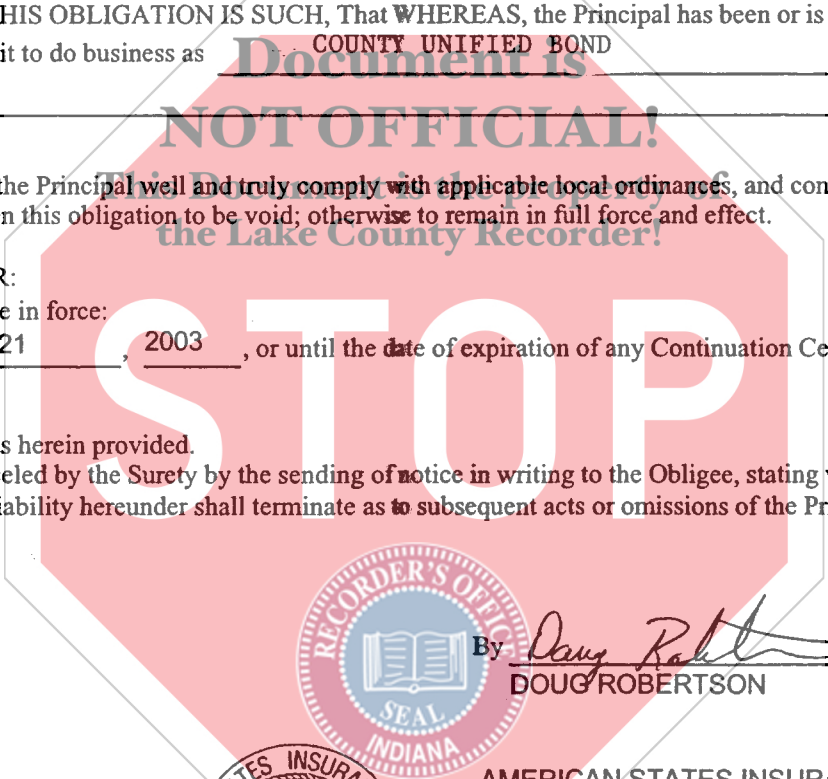 HIS OBLIGATION IS SUCH, That WHEREAS, the Principal has been or is
it to do business as COUNTY UNIFIED BOND
Document is
NOT OFFICIAL!
This Document is the property of
the Lake County Recorder!
the Principal well and truly comply with applicable local ordinances, and con
n this obligation to be void; otherwise to remain in full force and effect.
R:
e in force:
21, 2003, or until the date of expiration of any Continuation Ce
STOP
s herein provided.
eled by the Surety by the sending of notice in writing to the Obligee, stating
iability hereunder shall terminate as to subsequent acts or omissions of the Pr
RECORDER'S OFFICE
SEAL
INDIANA
By Doug
DOUG ROBERTSON
TES INSURA
AMERICAN STATES INSURA